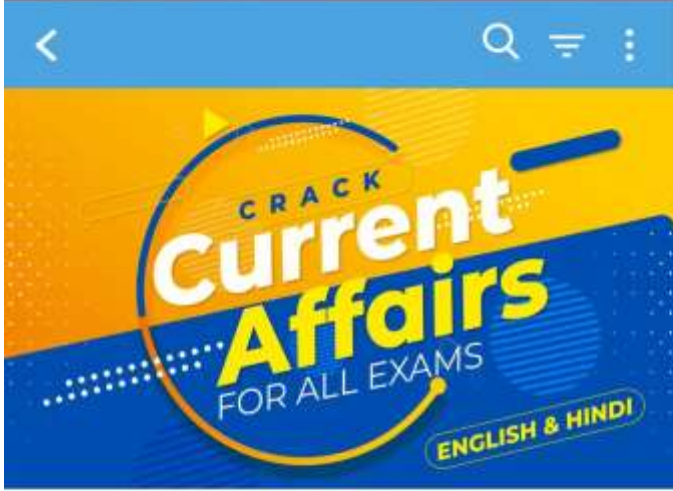 CRACK
Current
Affairs
FOR ALL EXAMS
ENGLISH & HINDI